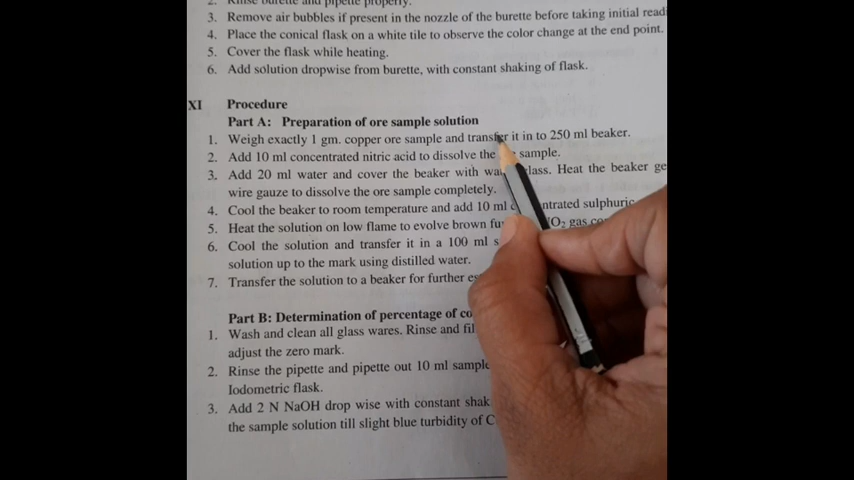 2. Rinse burette and pipette properly.
3. Remove air bubbles if present in the nozzle of the burette before taking initial readi
4. Place the conical flask on a white tile to observe the color change at the end point.
5. Cover the flask while heating.
6. Add solution dropwise from burette, with constant shaking of flask.
XI Procedure
Part A: Preparation of ore sample solution
1. Weigh exactly 1 gm. copper ore sample and transfer it in to 250 ml beaker.
2. Add 10 ml concentrated nitric acid to dissolve the sample.
3. Add 20 ml water and cover the beaker with wa lass. Heat the beaker ge
wire gauze to dissolve the ore sample completely.
4. Cool the beaker to room temperature and add 10 ml c ntrated sulphuric
5. Heat the solution on low flame to evolve brown fu O₂ gas co
6. Cool the solution and transfer it in a 100 ml s
solution up to the mark using distilled water.
7. Transfer the solution to a beaker for further es
Part B: Determination of percentage of co
1. Wash and clean all glass wares. Rinse and fil
adjust the zero mark.
2. Rinse the pipette and pipette out 10 ml sample
Iodometric flask.
3. Add 2 N NaOH drop wise with constant shak
the sample solution till slight blue turbidity of C